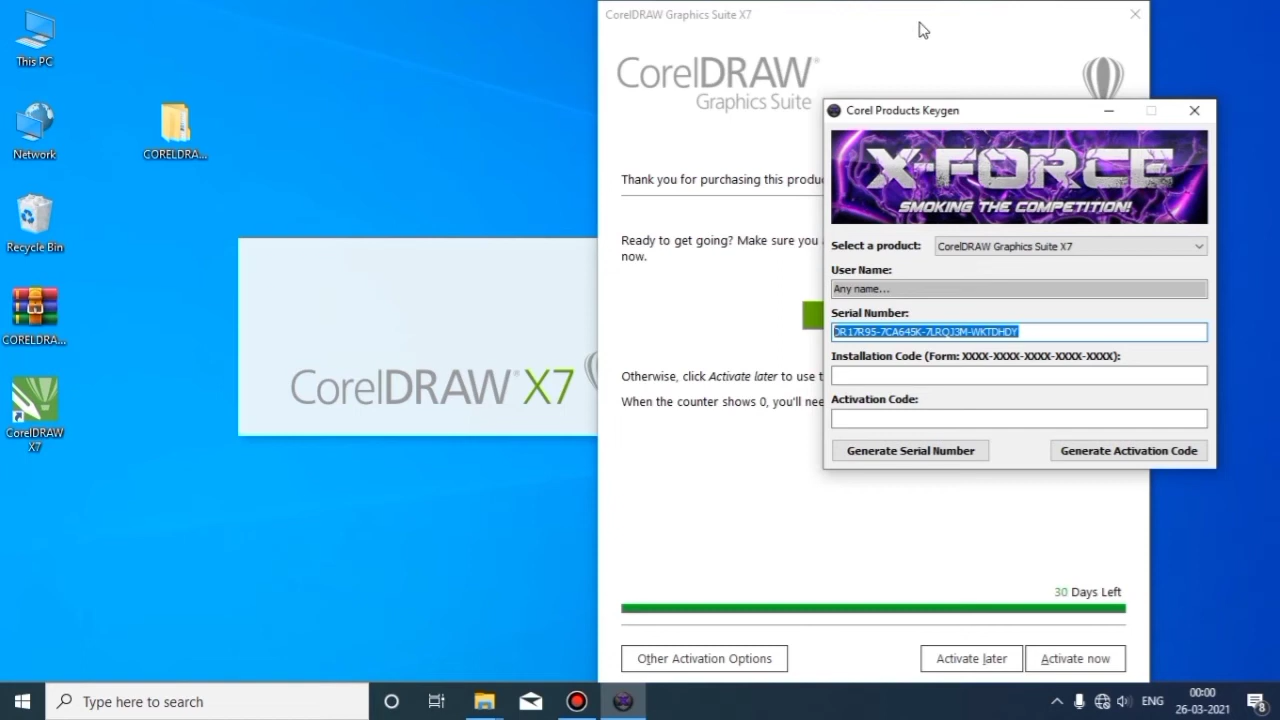 This PC
Network
CORELDRA...
Recycle Bin
CORELDRA...
CorelDRAW
X7
CorelDRAW X7
CorelDRAW Graphics Suite X7
CorelDRAW
Graphics Suite
Thank you for purchasing this produ
Ready to get going? Make sure you
now.
Otherwise, click Activate later to use
When the counter shows 0, you'll nee
30 Days Left
Other Activation Options
Activate later
Activate now
Corel Products Keygen
X-FORCE
SMOKING THE COMPETITION!
Select a product:
CorelDRAW Graphics Suite X7
User Name:
Any name...
Serial Number:
DR17R95-7CA645K-7LRQJ3M-WKTDHDY
Installation Code (Form: XXXX-XXXX-XXXX-XXXX-XXXX):
Activation Code:
Generate Serial Number
Generate Activation Code
Type here to search
ENG
00:00
26-03-2021
8